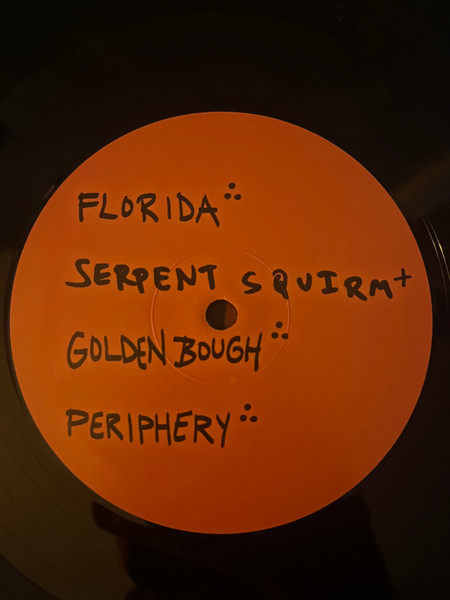 FLORIDA ∴
SERPENT SQUIRM +
GOLDEN BOUGH ∴
PERIPHERY ∴